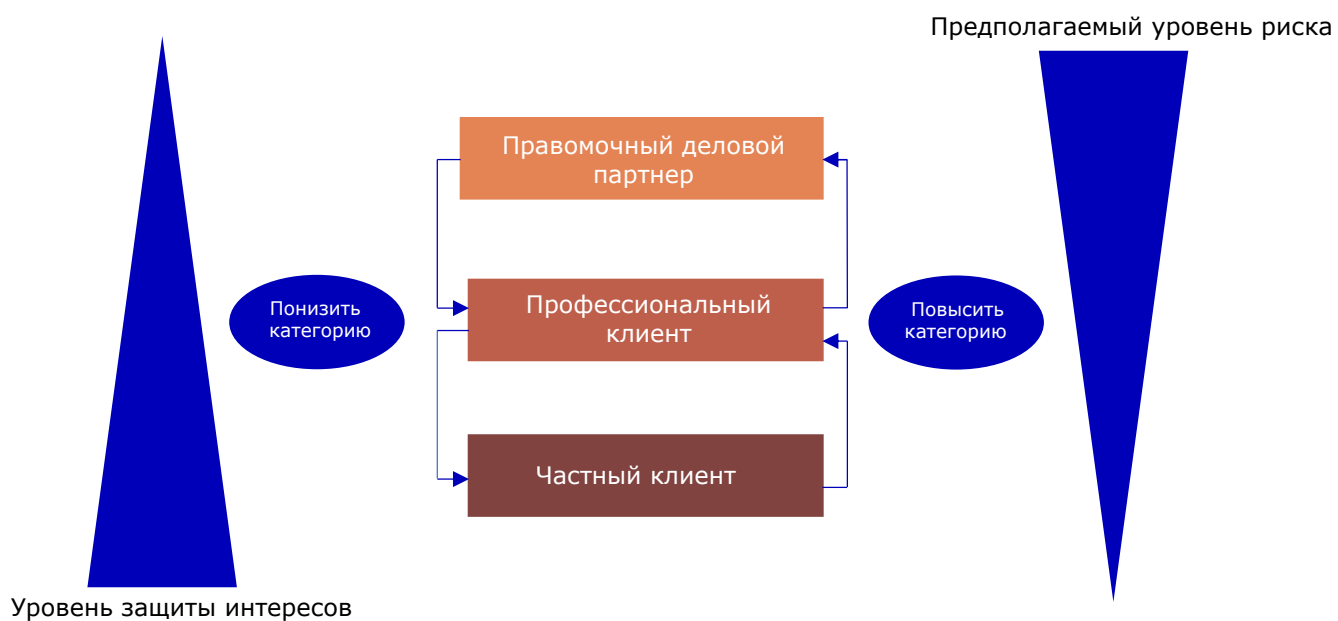 Предполагаемый уровень риска
Правомочный деловой
партнер
Понизить
категорию
Профессиональный
клиент
Повысить
категорию
Частный клиент
Уровень защиты интересов